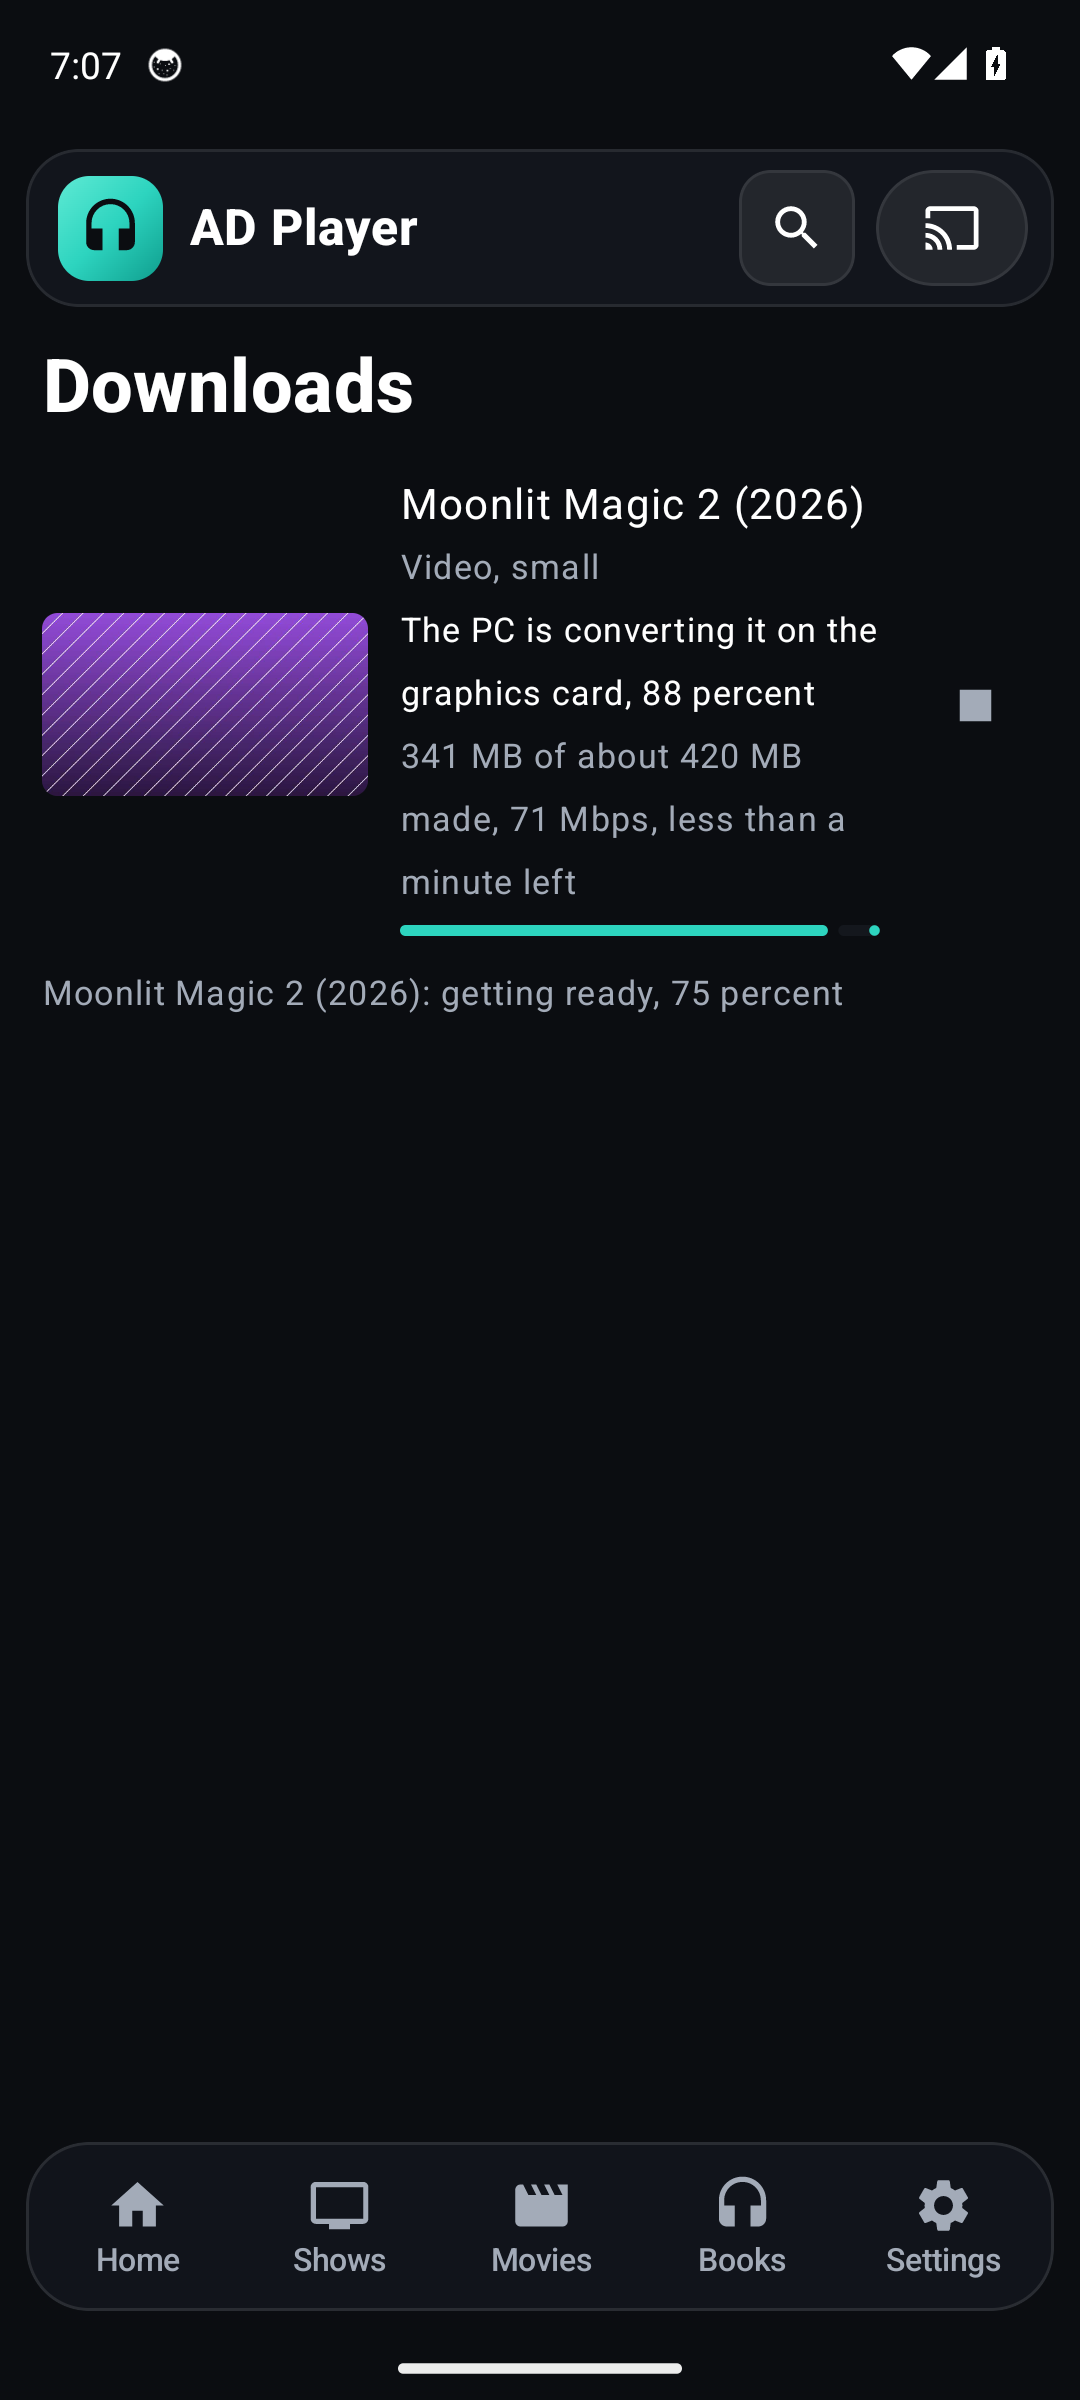 7:07
AD Player
Downloads
Moonlit Magic 2 (2026)
Video, small
The PC is converting it on the
graphics card, 88 percent
341 MB of about 420 MB
made, 71 Mbps, less than a
minute left
Moonlit Magic 2 (2026): getting ready, 75 percent
Home
Shows
Movies
Books
Settings